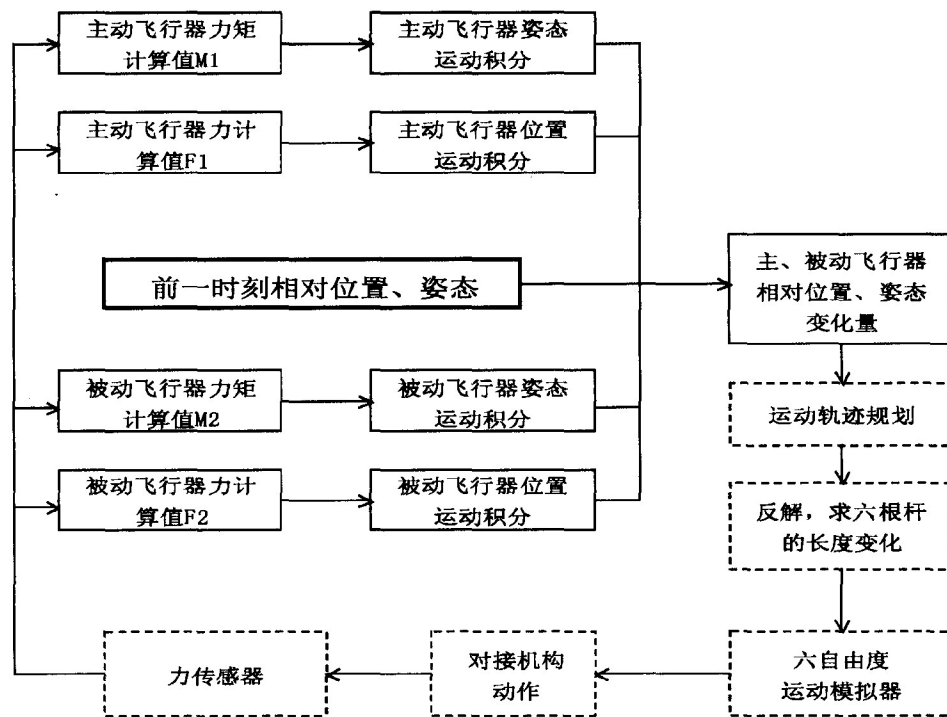 主动飞行器力矩
计算值M1
主动飞行器姿态
运动积分
主动飞行器力计
算值F1
主动飞行器位置
运动积分
前一时刻相对位置、姿态
主、被动飞行器
相对位置、姿态
变化量
被动飞行器力矩
计算值M2
被动飞行器姿态
运动积分
运动轨迹规划
被动飞行器力计
算值F2
被动飞行器位置
运动积分
反解，求六根杆
的长度变化
力传感器
对接机构
动作
六自由度
运动模拟器